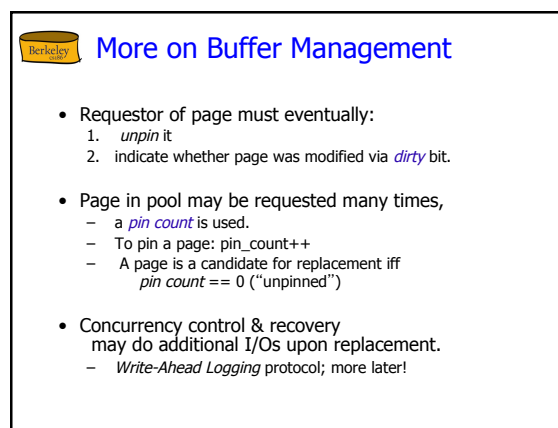 Berkeley
cs186
More on Buffer Management
• Requestor of page must eventually:
1. unpin it
2. indicate whether page was modified via dirty bit.
• Page in pool may be requested many times,
– a pin count is used.
– To pin a page: pin_count++
– A page is a candidate for replacement iff
pin count == 0 (“unpinned”)
• Concurrency control & recovery
may do additional I/Os upon replacement.
– Write-Ahead Logging protocol; more later!